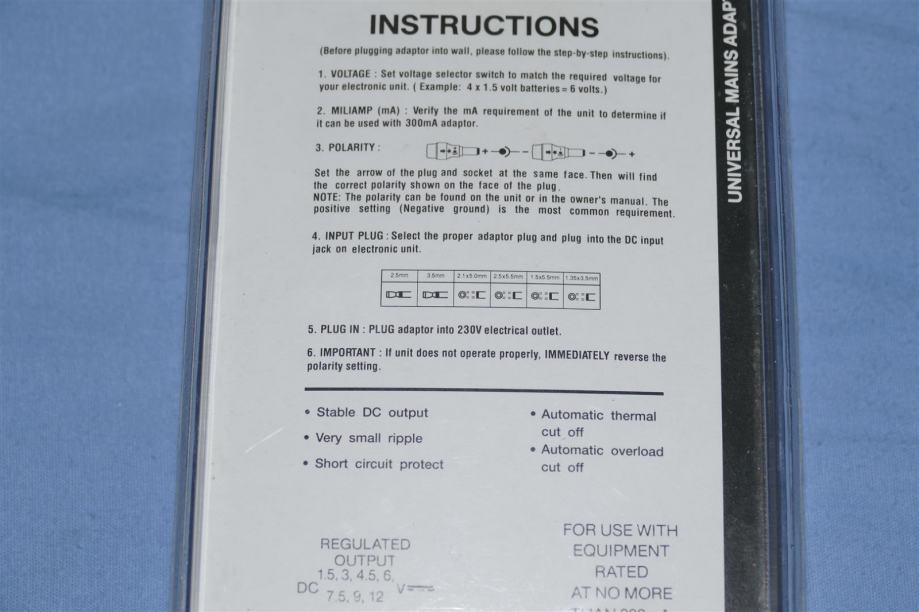 INSTRUCTIONS
(Before plugging adaptor into wall, please follow the step-by-step instructions).
1. VOLTAGE : Set voltage selector switch to match the required voltage for
your electronic unit. ( Example: 4 x 1.5 volt batteries = 6 volts.)
2. MILIAMP (mA) : Verify the mA requirement of the unit to determine if
it can be used with 300mA adaptor.
3. POLARITY :
Set the arrow of the plug and socket at the same face. Then will find
the correct polarity shown on the face of the plug.
NOTE: The polarity can be found on the unit or in the owner's manual. The
positive setting (Negative ground) is the most common requirement.
4. INPUT PLUG : Select the proper adaptor plug and plug into the DC input
jack on electronic unit.
2.5mm 3.5mm 2.1x5.0mm 2.5x5.5mm 1.5x5.5mm 1.35x3.5mm
5. PLUG IN : PLUG adaptor into 230V electrical outlet.
6. IMPORTANT : If unit does not operate properly, IMMEDIATELY reverse the
polarity setting.
• Stable DC output
• Very small ripple
• Short circuit protect
• Automatic thermal
cut off
• Automatic overload
cut off
REGULATED
OUTPUT
1.5, 3, 4.5, 6,
DC 7.5, 9, 12 V
FOR USE WITH
EQUIPMENT
RATED
AT NO MORE
UNIVERSAL MAINS